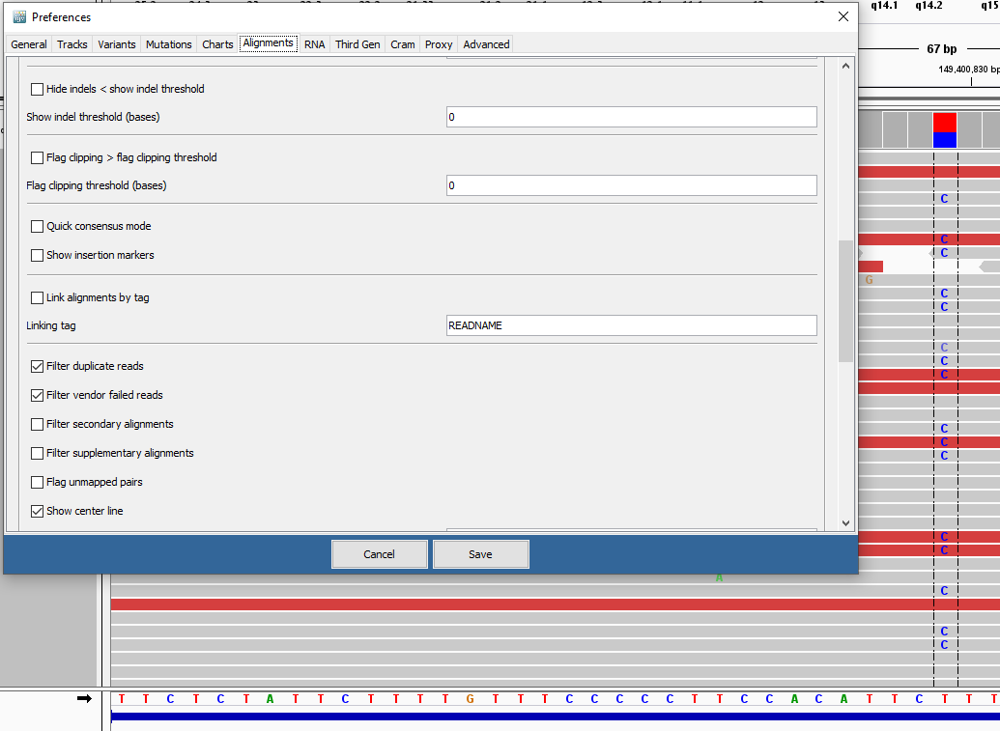 Preferences
q14.1 q14.2 q15
General Tracks Variants Mutations Charts Alignments RNA Third Gen Cram Proxy Advanced
67 bp
149,400,830 bp
Hide indels < show indel threshold
Show indel threshold (bases) 0
Flag clipping > flag clipping threshold
Flag clipping threshold (bases) 0
Quick consensus mode
Show insertion markers
Link alignments by tag
Linking tag READNAME
Filter duplicate reads
Filter vendor failed reads
Filter secondary alignments
Filter supplementary alignments
Flag unmapped pairs
Show center line
Cancel Save
C
C
C
G
C
C
C
C
C
C
C
C
C
C
A
C
C
C
T T C T C T A T T C T T T T G T T T C C C C C T T C C A C A T T C T T T